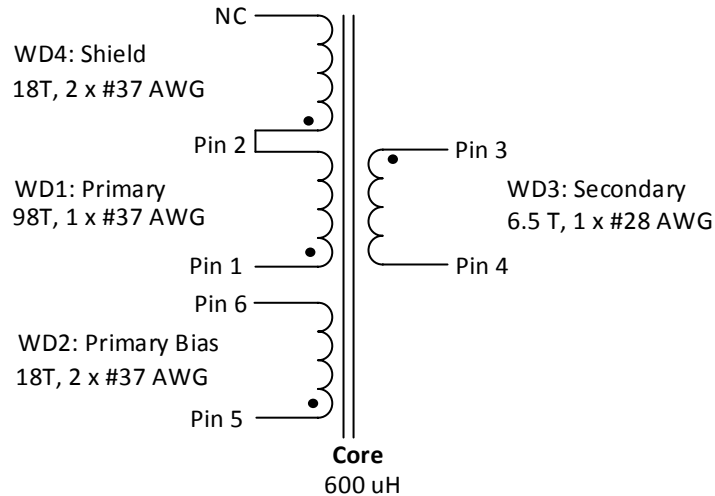 NC
WD4: Shield
18T, 2 x #37 AWG
Pin 2
Pin 3
WD1: Primary
98T, 1 x #37 AWG
WD3: Secondary
6.5 T, 1 x #28 AWG
Pin 1
Pin 4
Pin 6
WD2: Primary Bias
18T, 2 x #37 AWG
Pin 5
Core
600 uH